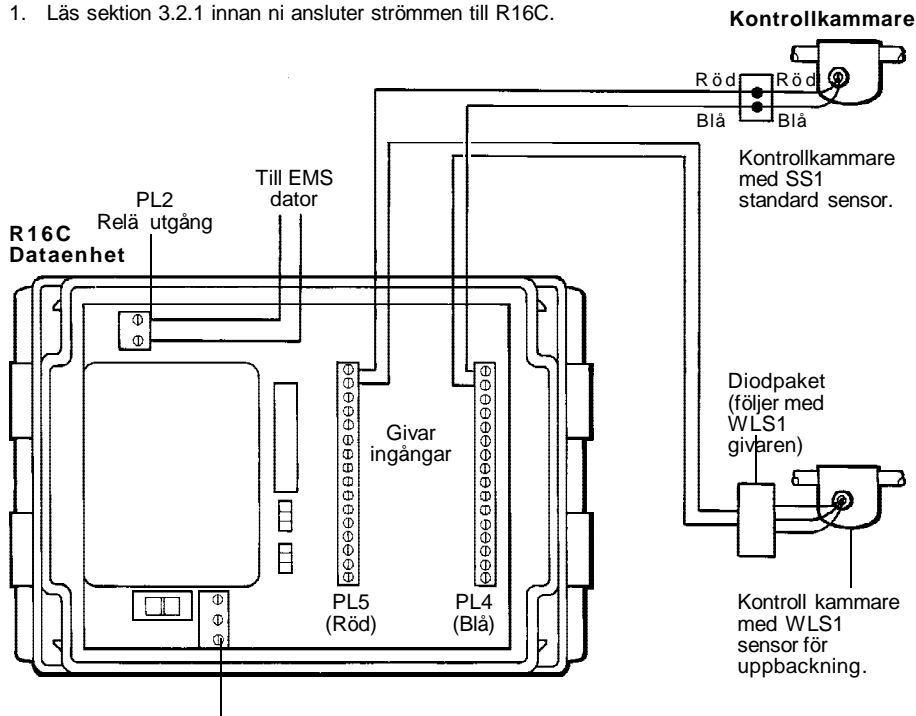 1. Läs sektion 3.2.1 innan ni ansluter strömmen till R16C.
Kontrollkammare
Röd
Röd
Blå
Blå
Kontrollkammare
med SS1
standard sensor.
Till EMS
dator
PL2
Relä utgång
R16C
Dataenhet
Givar
ingångar
Diodpaket
(följer med
WLS1
givaren)
PL5
(Röd)
PL4
(Blå)
Kontroll kammare
med WLS1
sensor för
uppbackning.